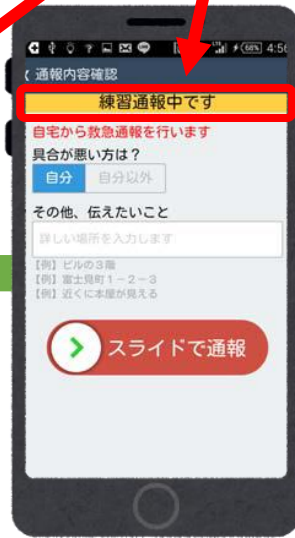 68% 4:56
通報内容確認
練習通報中です
自宅から救急通報を行います
具合が悪い方は？
自分 自分以外
その他、伝えたいこと
詳しい場所を入力します
【例】ビルの３階
【例】富士見町１－２－３
【例】近くに本屋が見える
スライドで通報